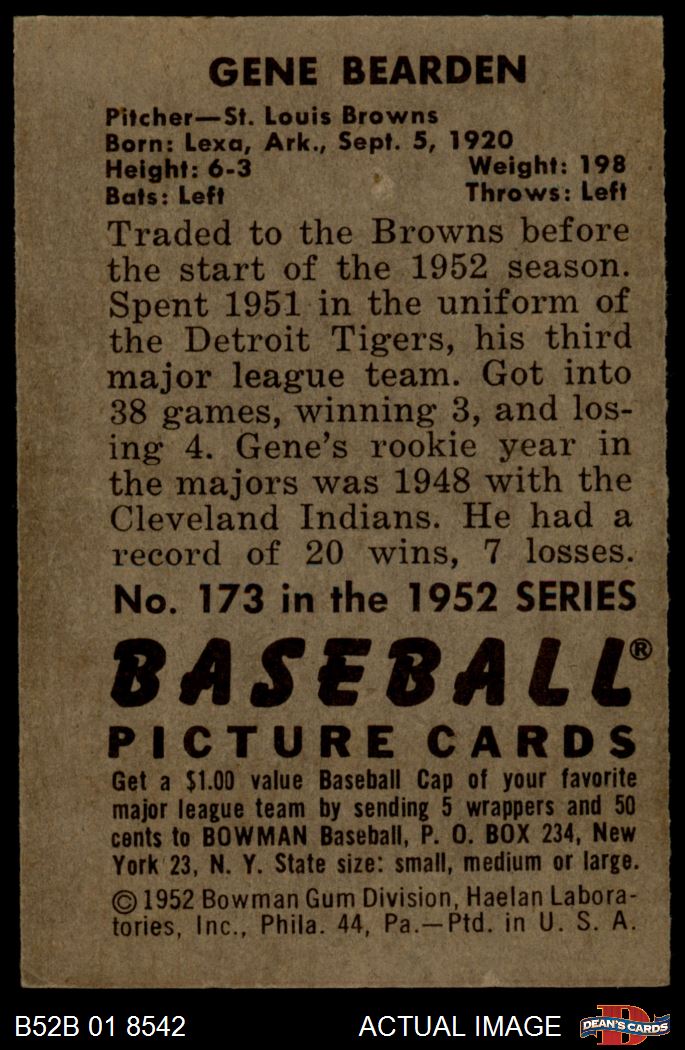 GENE BEARDEN
Pitcher—St. Louis Browns
Born: Lexa, Ark., Sept. 5, 1920
Height: 6-3 Weight: 198
Bats: Left Throws: Left
Traded to the Browns before
the start of the 1952 season.
Spent 1951 in the uniform of
the Detroit Tigers, his third
major league team. Got into
38 games, winning 3, and los-
ing 4. Gene's rookie year in
the majors was 1948 with the
Cleveland Indians. He had a
record of 20 wins, 7 losses.
No. 173 in the 1952 SERIES
BASEBALL®
PICTURE CARDS
Get a $1.00 value Baseball Cap of your favorite
major league team by sending 5 wrappers and 50
cents to BOWMAN Baseball, P. O. BOX 234, New
York 23, N. Y. State size: small, medium or large.
© 1952 Bowman Gum Division, Haelan Labora-
tories, Inc., Phila. 44, Pa.—Ptd. in U. S. A.
B52B 01 8542 ACTUAL IMAGE D DEAN'S CARDS